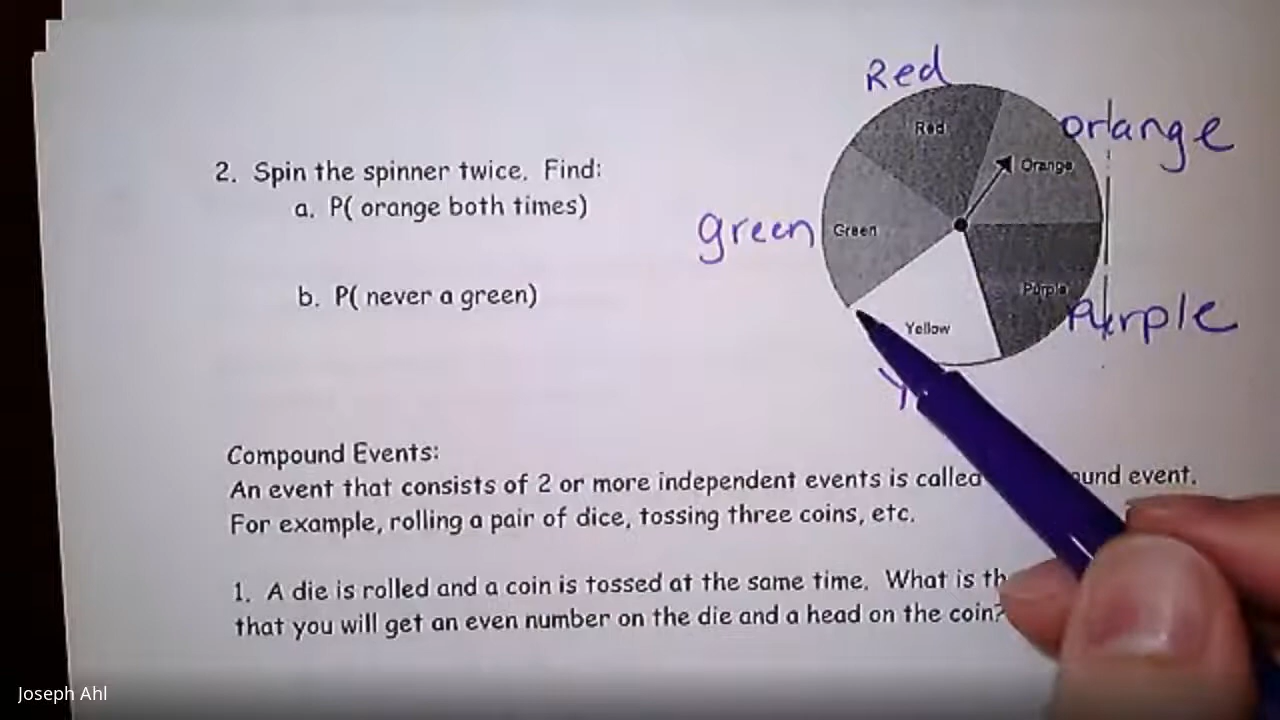 Red
orlange
Red
2. Spin the spinner twice. Find:
Orange
a. P( orange both times)
green
Green
b. P( never a green)
Purple
Purple
Yellow
Y
Compound Events:
An event that consists of 2 or more independent events is called ound event.
For example, rolling a pair of dice, tossing three coins, etc.
1. A die is rolled and a coin is tossed at the same time. What is th
that you will get an even number on the die and a head on the coin?
Joseph Ahl